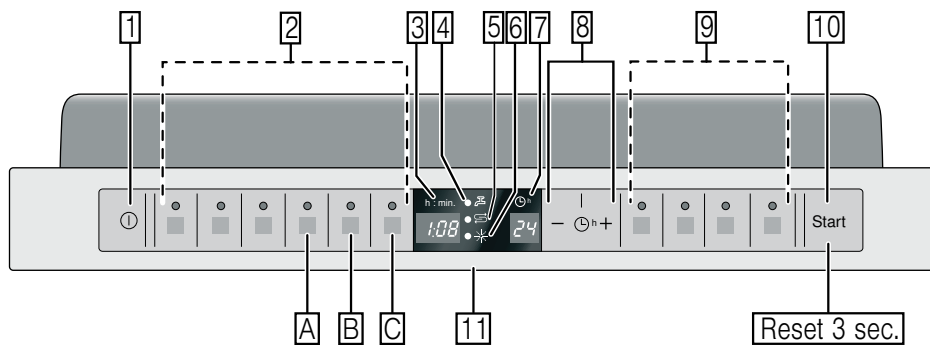 1 2 3 4 5 6 7 8 9 10
h : min. h
1:08 24 − h + Start
A B C 11 Reset 3 sec.